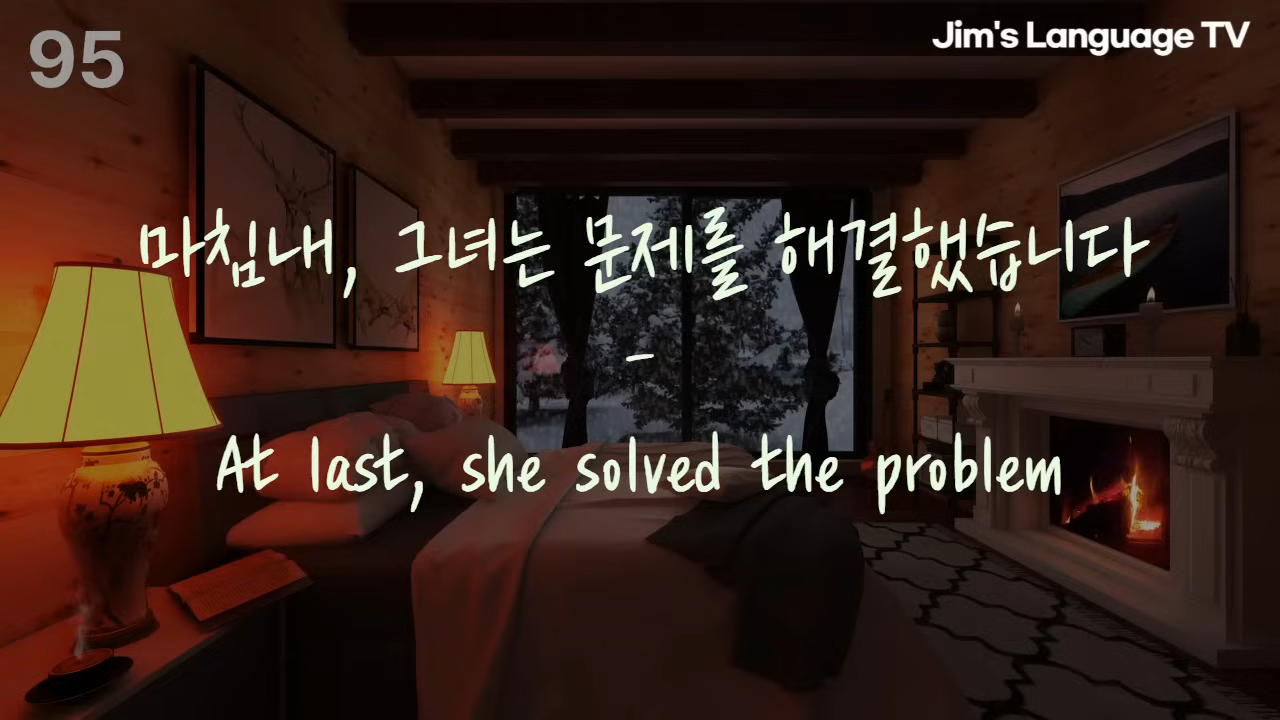 95
Jim's Language TV
마침내, 그녀는 문제를 해결했습니다
-
At last, she solved the problem